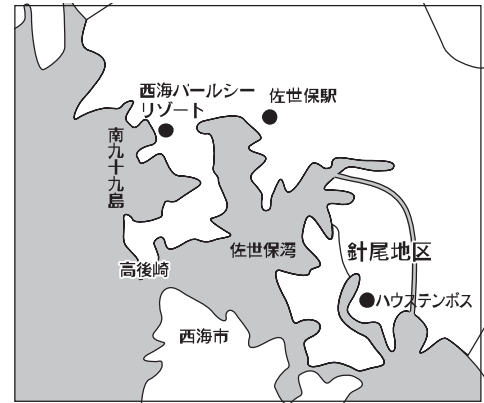 西海パールシー
リゾート
佐世保駅
南九十九島
佐世保湾
針尾地区
高後崎
ハウステンボス
西海市